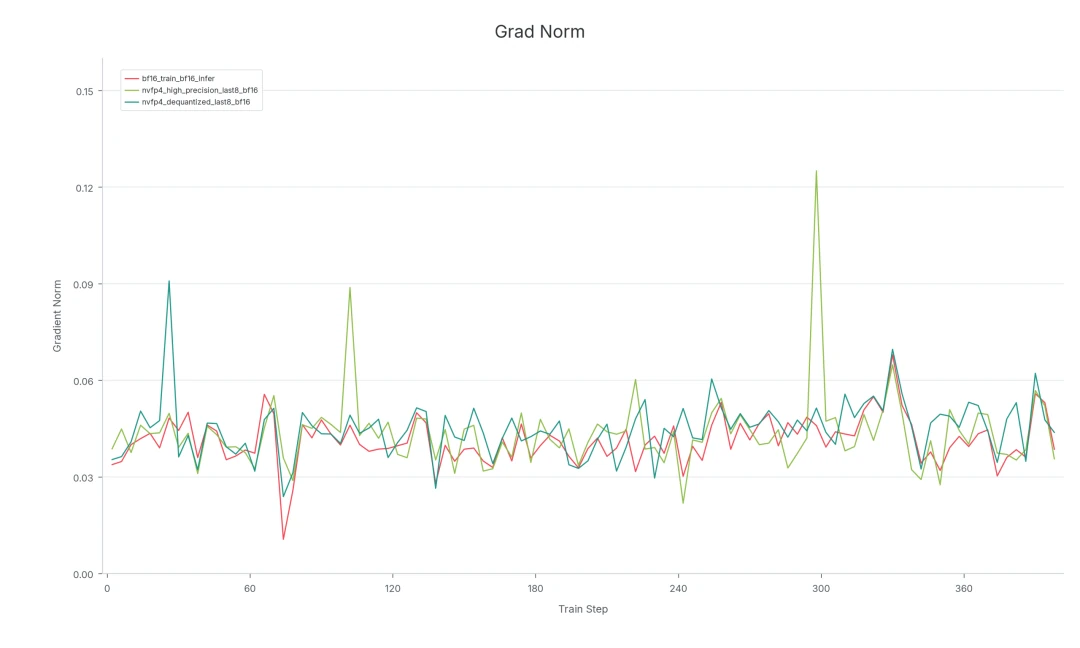 Grad Norm
bf16_train_bf16_infer
nvfp4_high_precision_last8_bf16
nvfp4_dequantized_last8_bf16
0.15
0.12
0.09
0.06
0.03
0.00
Gradient Norm
0 60 120 180 240 300 360
Train Step